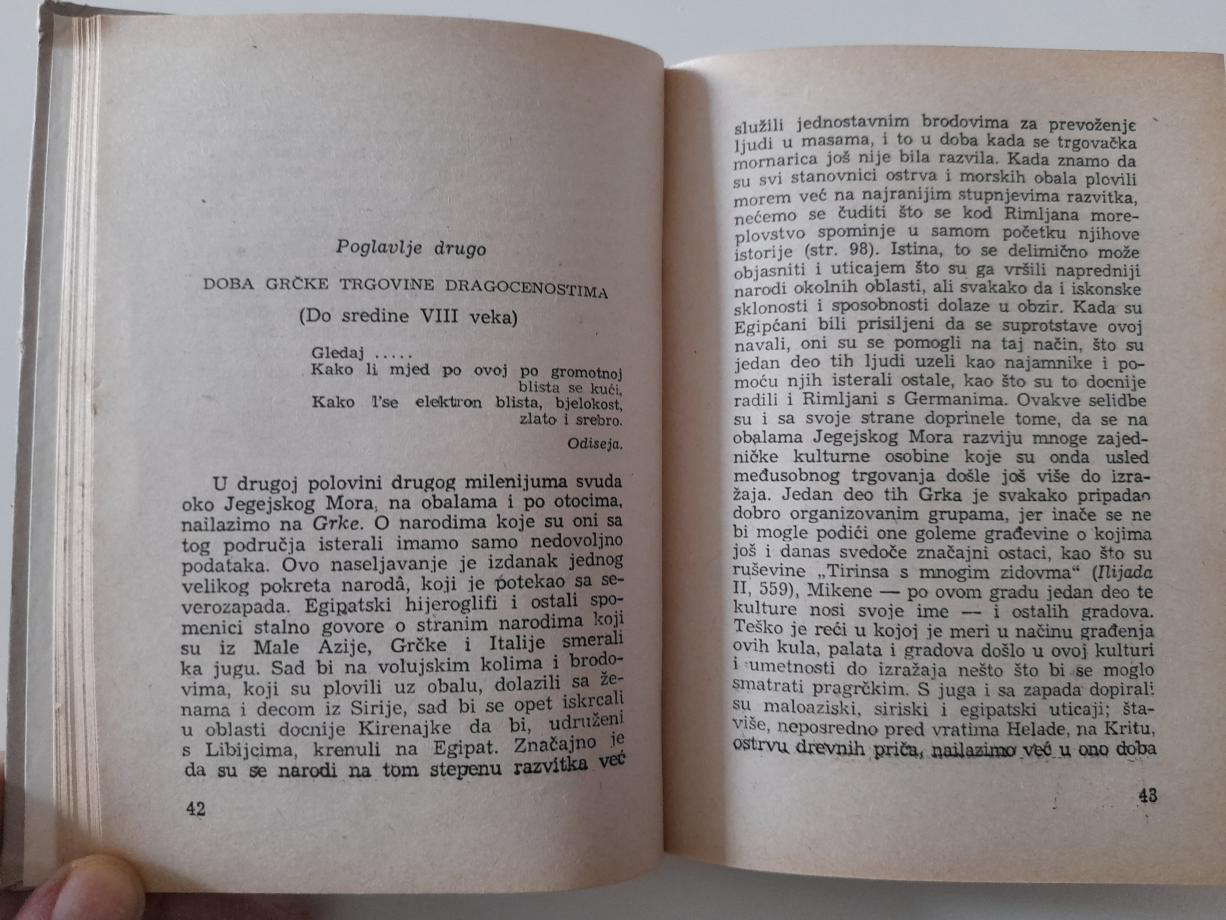 Poglavlje drugo
DOBA GRČKE TRGOVINE DRAGOCENOSTIMA
(Do sredine VIII veka)
Gledaj .....
Kako li mjed po ovoj po gromotnoj
blista se kući,
Kako l'se elektron blista, bjelokost,
zlato i srebro.
Odiseja.
U drugoj polovini drugog milenijuma svuda
oko Jegejskog Mora, na obalama i po otocima,
nailazimo na Grke. O narodima koje su oni sa
tog područja isterali imamo samo nedovoljno
podataka. Ovo naseljavanje je izdanak jednog
velikog pokreta narodâ, koji je potekao sa se-
verozapada. Egipatski hijeroglifi i ostali spo-
menici stalno govore o stranim narodima koji
su iz Male Azije, Grčke i Italije smerali
ka jugu. Sad bi na volujskim kolima i brodo-
vima, koji su plovili uz obalu, dolazili sa že-
nama i decom iz Sirije, sad bi se opet iskrcali
u oblasti docnije Kirenajke da bi, udruženi
s Libijcima, krenuli na Egipat. Značajno je
da su se narodi na tom stepenu razvitka već
42
služili jednostavnim brodovima za prevoženje
ljudi u masama, i to u doba kada se trgovačka
mornarica još nije bila razvila. Kada znamo da
su svi stanovnici ostrva i morskih obala plovili
morem već na najranijim stupnjevima razvitka,
nećemo se čuditi što se kod Rimljana more-
plovstvo spominje u samom početku njihove
istorije (str. 98). Istina, to se delimično može
objasniti i uticajem što su ga vršili napredniji
narodi okolnih oblasti, ali svakako da i iskonske
sklonosti i sposobnosti dolaze u obzir. Kada su
Egipćani bili prisiljeni da se suprotstave ovoj
navali, oni su se pomogli na taj način, što su
jedan deo tih ljudi uzeli kao najamnike i po-
moću njih isterali ostale, kao što su to docnije
radili i Rimljani s Germanima. Ovakve selidbe
su i sa svoje strane doprinele tome, da se na
obalama Jegejskog Mora razviju mnoge zajed-
ničke kulturne osobine koje su onda usled
međusobnog trgovanja došle još više do izra-
žaja. Jedan deo tih Grka je svakako pripadao
dobro organizovanim grupama, jer inače se ne
bi mogle podići one goleme građevine o kojima
još i danas svedoče značajni ostaci, kao što su
ruševine „Tirinsa s mnogim zidovma“ (Ilijada
II, 559), Mikene — po ovom gradu jedan deo te
kulture nosi svoje ime — i ostalih gradova.
Teško je reći u kojoj je meri u načinu građenja
ovih kula, palata i gradova došlo u ovoj kulturi
i umetnosti do izražaja nešto što bi se moglo
smatrati pragrčkim. S juga i sa zapada dopirali
su maloaziski, siriski i egipatski uticaji; šta-
više, neposredno pred vratima Helade, na Kritu,
ostrvu drevnih priča, nailazimo već u ono doba
43